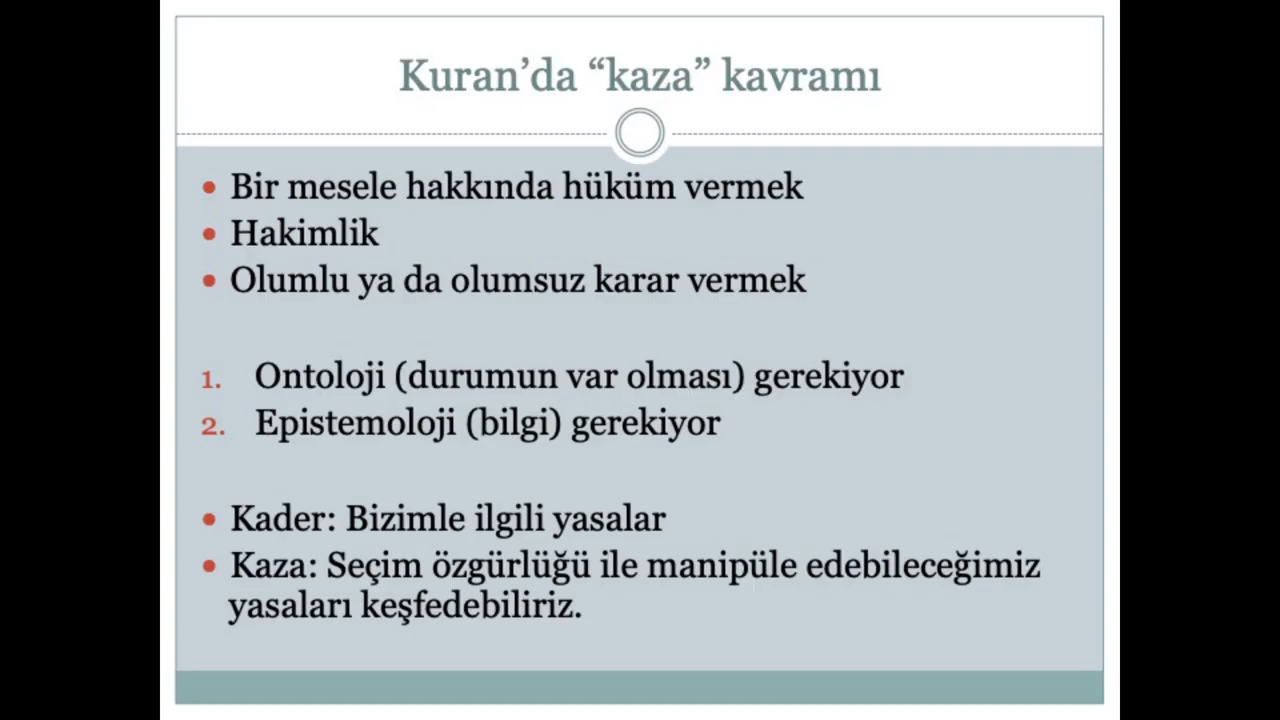 Kuran’da “kaza” kavramı
• Bir mesele hakkında hüküm vermek
• Hakimlik
• Olumlu ya da olumsuz karar vermek
1. Ontoloji (durumun var olması) gerekiyor
2. Epistemoloji (bilgi) gerekiyor
• Kader: Bizimle ilgili yasalar
• Kaza: Seçim özgürlüğü ile manipüle edebileceğimiz
yasaları keşfedebiliriz.